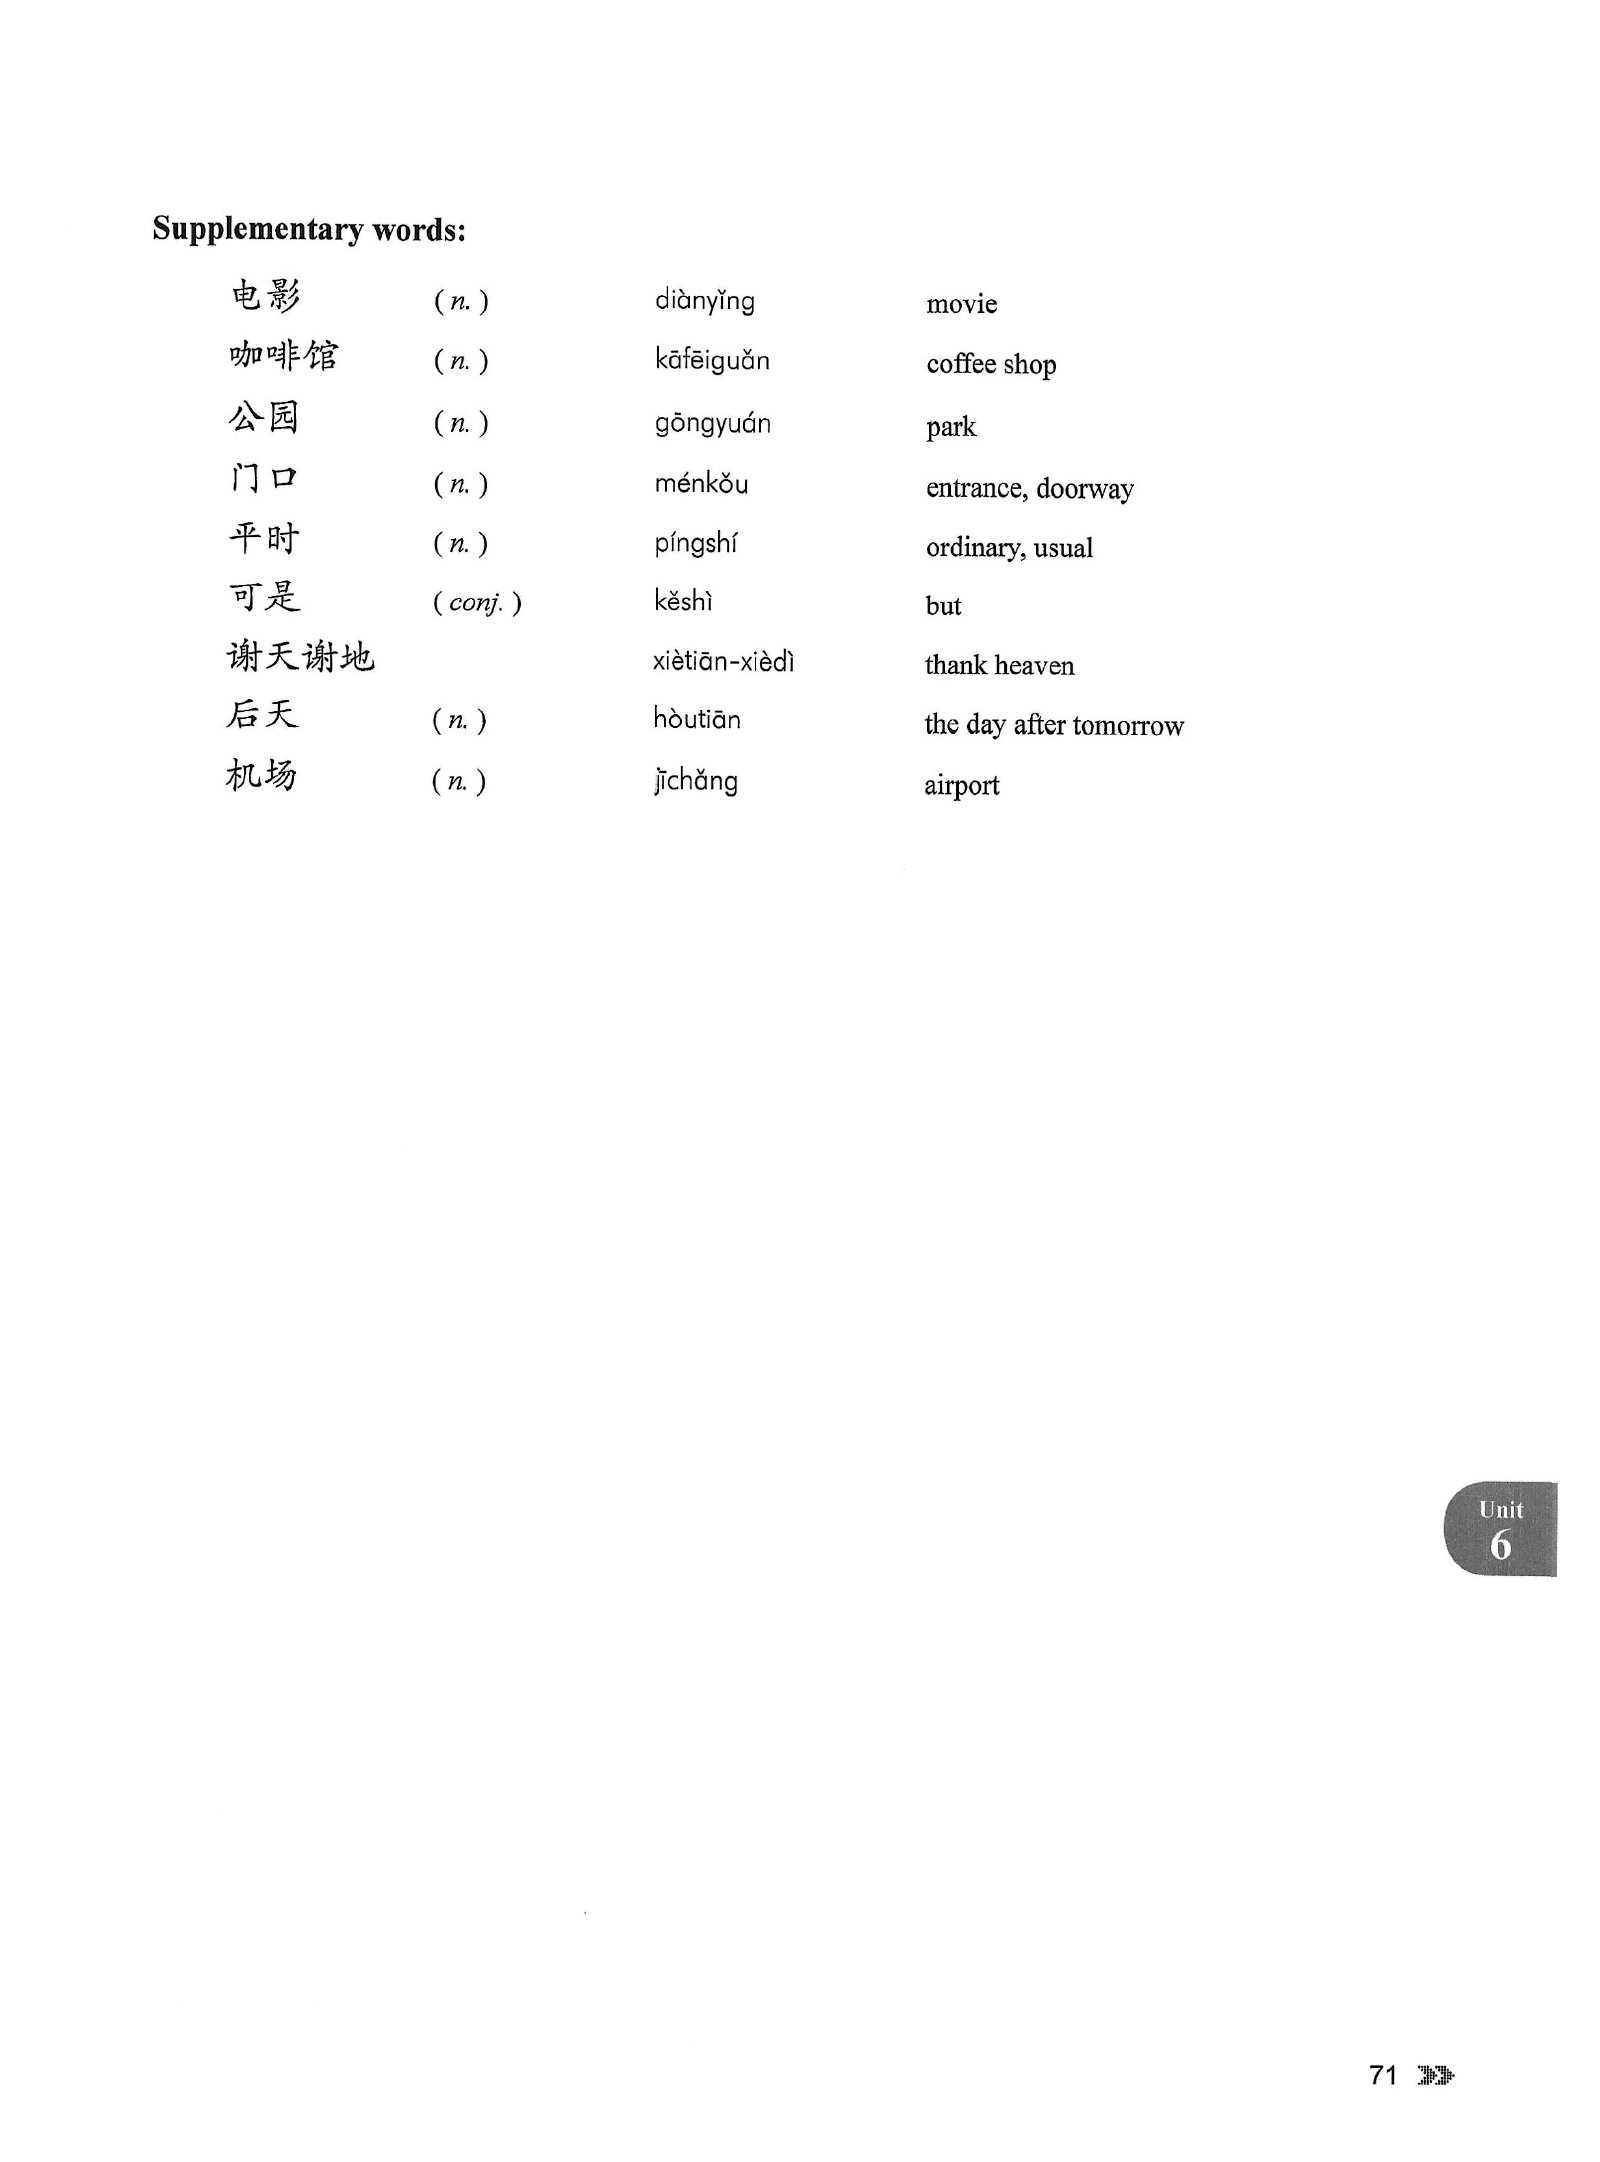 Supplementary words:
电影 (n.) diànyǐng movie
咖啡馆 (n.) kāfēiguǎn coffee shop
公园 (n.) gōngyuán park
门口 (n.) ménkǒu entrance, doorway
平时 (n.) píngshí ordinary, usual
可是 (conj.) kěshì but
谢天谢地 xiètiān-xièdì thank heaven
后天 (n.) hòutiān the day after tomorrow
机场 (n.) jīchǎng airport
Unit
6
71